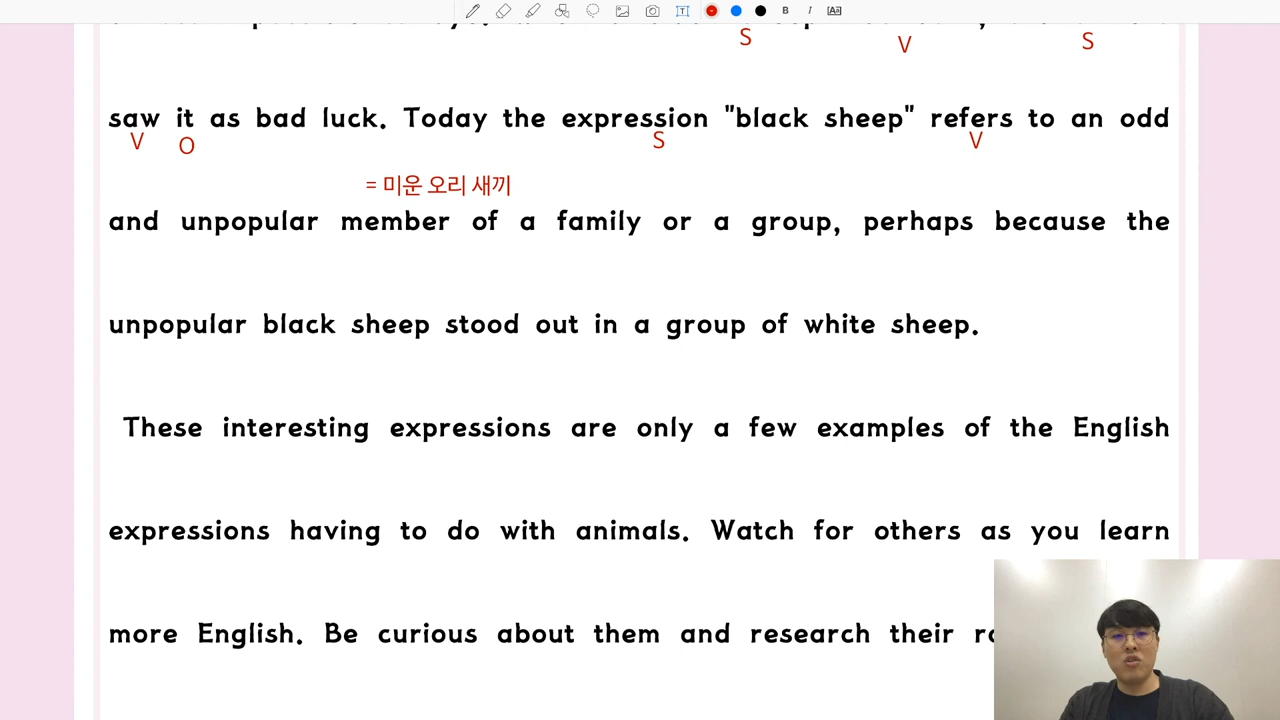 S V S
saw it as bad luck. Today the expression "black sheep" refers to an odd
V O S V
= 미운 오리 새끼
and unpopular member of a family or a group, perhaps because the
unpopular black sheep stood out in a group of white sheep.
These interesting expressions are only a few examples of the English
expressions having to do with animals. Watch for others as you learn
more English. Be curious about them and research their